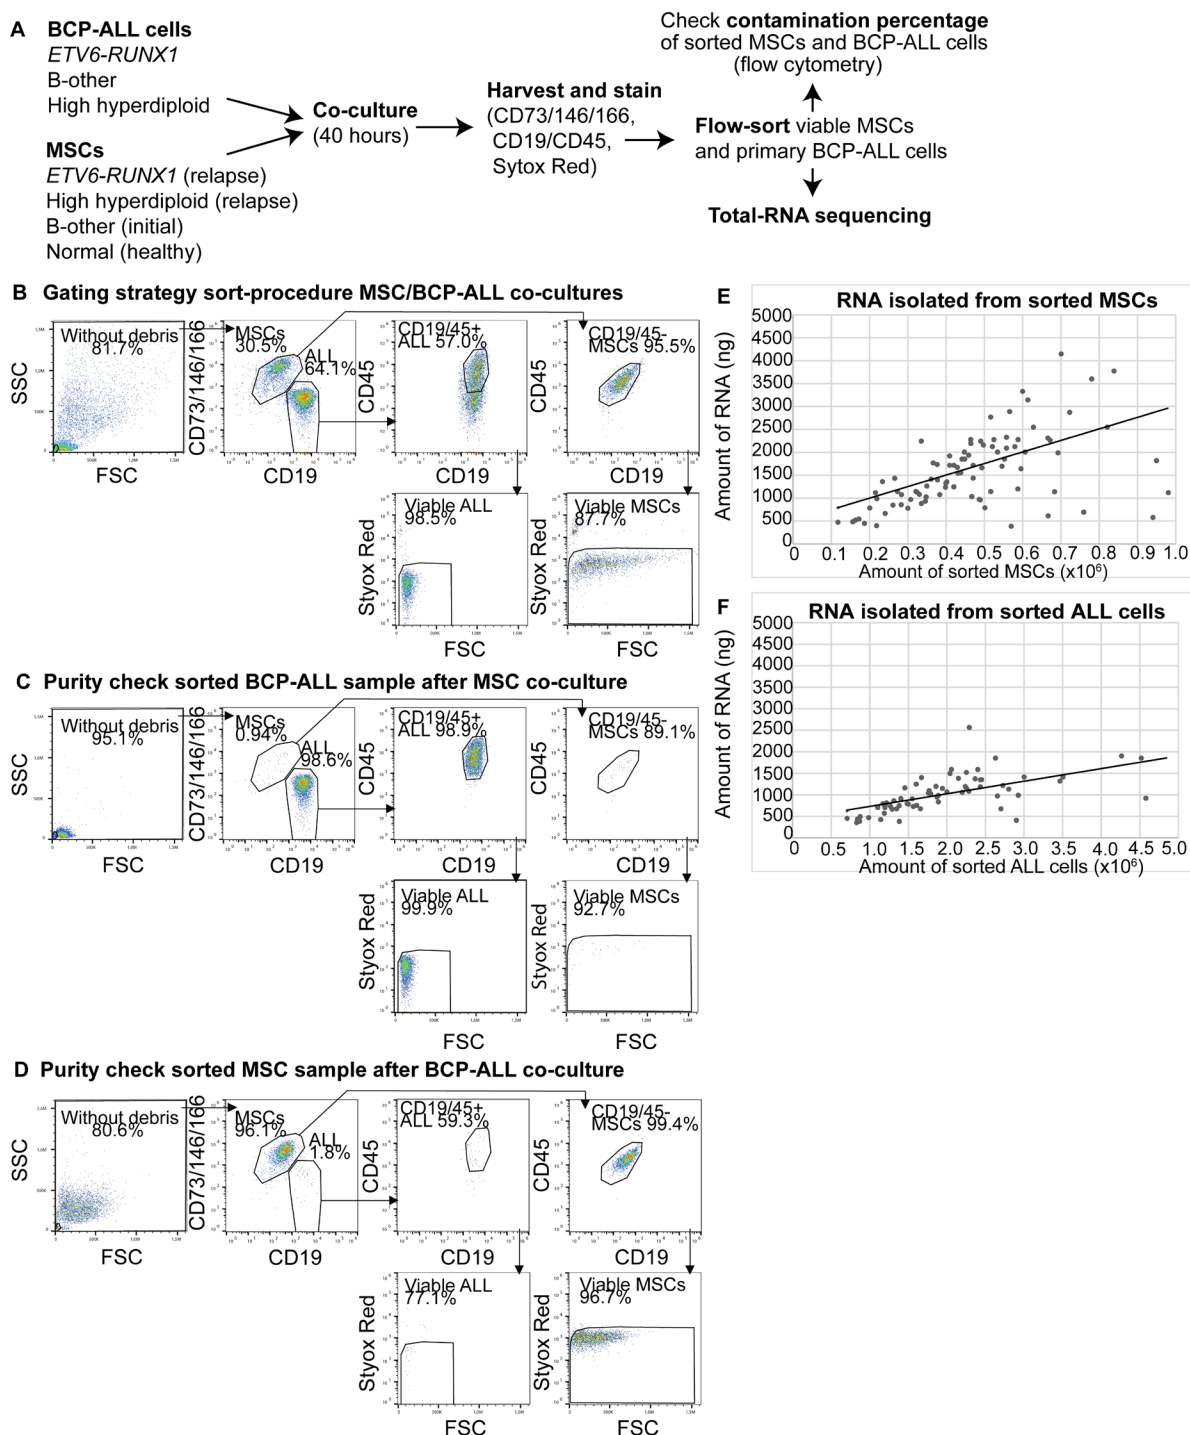 A
BCP-ALL cells
ETV6-RUNX1
B-other
High hyperdiploid
MSCs
ETV6-RUNX1 (relapse)
High hyperdiploid (relapse)
B-other (initial)
Normal (healthy)
Co-culture
(40 hours)
Harvest and stain
(CD73/146/166,
CD19/CD45,
Sytox Red)
Check contamination percentage
of sorted MSCs and BCP-ALL cells
(flow cytometry)
Flow-sort viable MSCs
and primary BCP-ALL cells
Total-RNA sequencing
B Gating strategy sort-procedure MSC/BCP-ALL co-cultures
SSC
Without debris
81.7%
FSC
CD73/146/166
MSCs
30.5%
ALL
64.1%
CD19
CD45
CD19/45+
ALL 57.0%
CD19
CD45
CD19/45-
MSCs 95.5%
CD19
Styox Red
Viable ALL
98.5%
FSC
Styox Red
Viable MSCs
87.7%
FSC
C Purity check sorted BCP-ALL sample after MSC co-culture
SSC
Without debris
95.1%
FSC
CD73/146/166
MSCs
0.94%
ALL
98.6%
CD19
CD45
CD19/45+
ALL 98.9%
CD19
CD45
CD19/45-
MSCs 89.1%
CD19
Styox Red
Viable ALL
99.9%
FSC
Styox Red
Viable MSCs
92.7%
FSC
D Purity check sorted MSC sample after BCP-ALL co-culture
SSC
Without debris
80.6%
FSC
CD73/146/166
MSCs
96.1%
ALL
1.8%
CD19
CD45
CD19/45+
ALL 59.3%
CD19
CD45
CD19/45-
MSCs 99.4%
CD19
Styox Red
Viable ALL
77.1%
FSC
Styox Red
Viable MSCs
96.7%
FSC
E
RNA isolated from sorted MSCs
Amount of RNA (ng)
5000
4500
4000
3500
3000
2500
2000
1500
1000
500
0
0 0.1 0.2 0.3 0.4 0.5 0.6 0.7 0.8 0.9 1.0
Amount of sorted MSCs (x10⁶)
F
RNA isolated from sorted ALL cells
Amount of RNA (ng)
5000
4500
4000
3500
3000
2500
2000
1500
1000
500
0
0 0.5 1.0 1.5 2.0 2.5 3.0 3.5 4.0 4.5 5.0
Amount of sorted ALL cells (x10⁶)